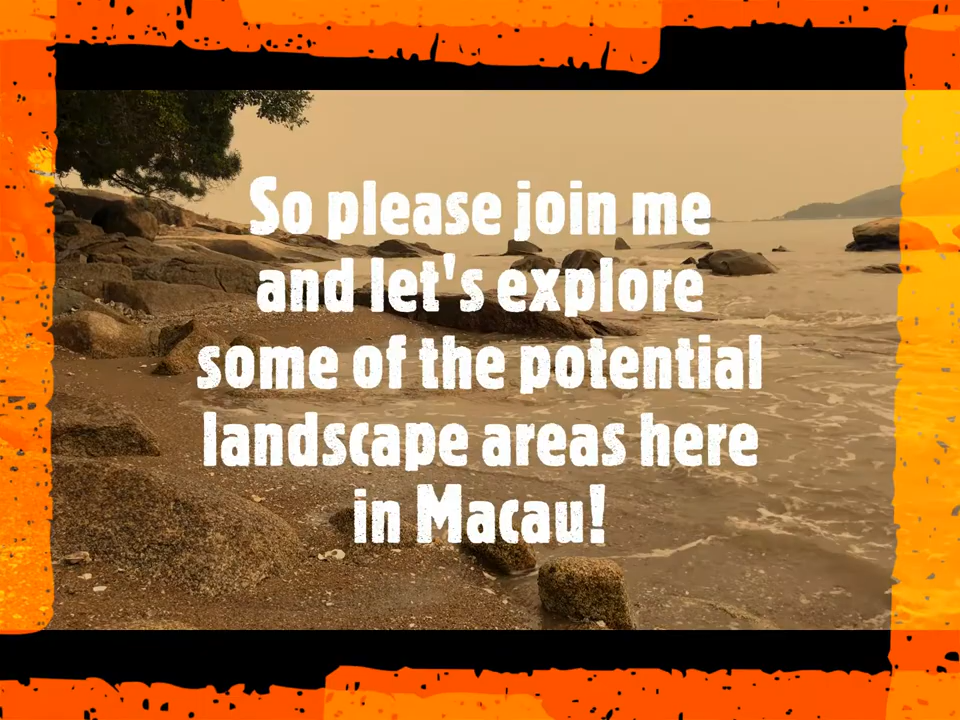 So please join me
and let's explore
some of the potential
landscape areas here
in Macau!